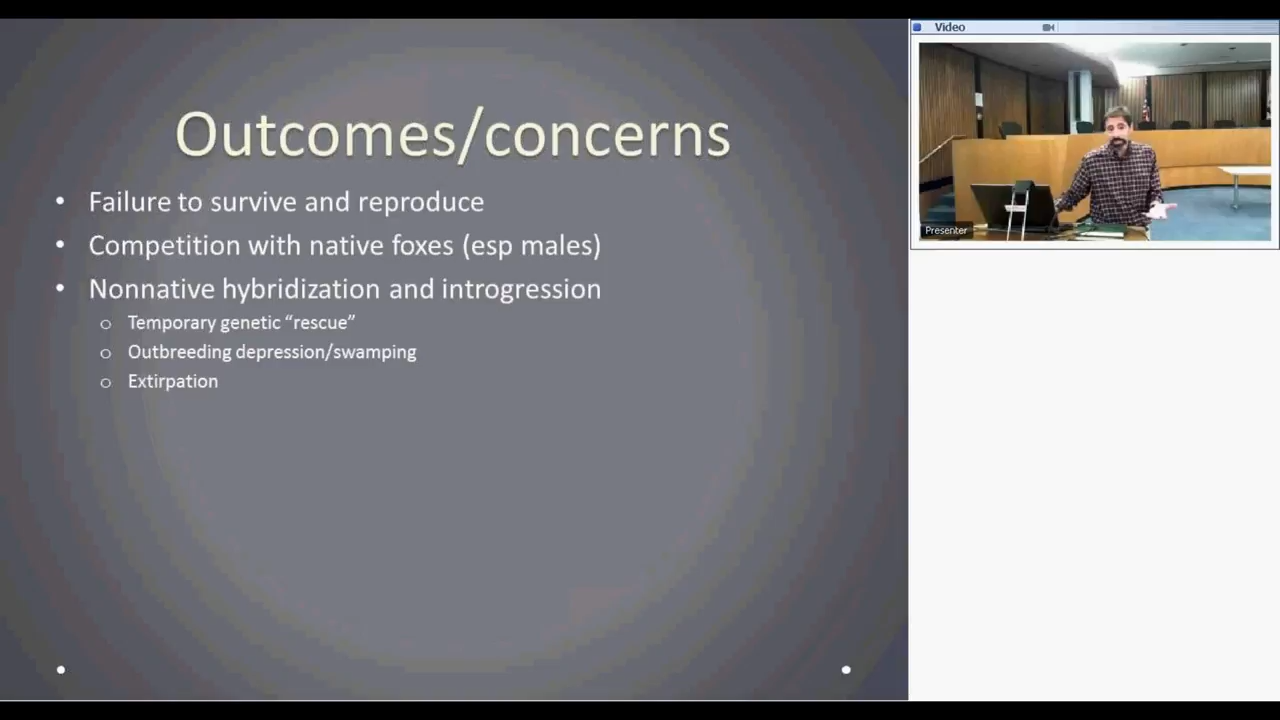 Outcomes/concerns
• Failure to survive and reproduce
• Competition with native foxes (esp males)
• Nonnative hybridization and introgression
o Temporary genetic “rescue”
o Outbreeding depression/swamping
o Extirpation
Video
Presenter